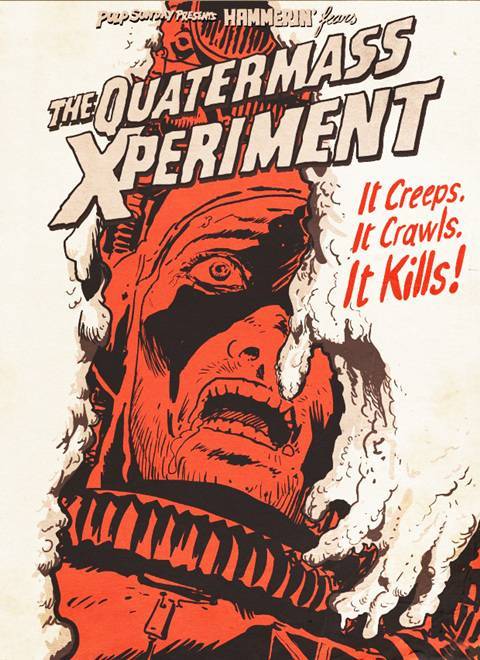 PULP SUNDAY PRESENTS HAMMERIN' fears
THE QUATERMASS
XPERIMENT
It Creeps.
It Crawls.
It Kills!